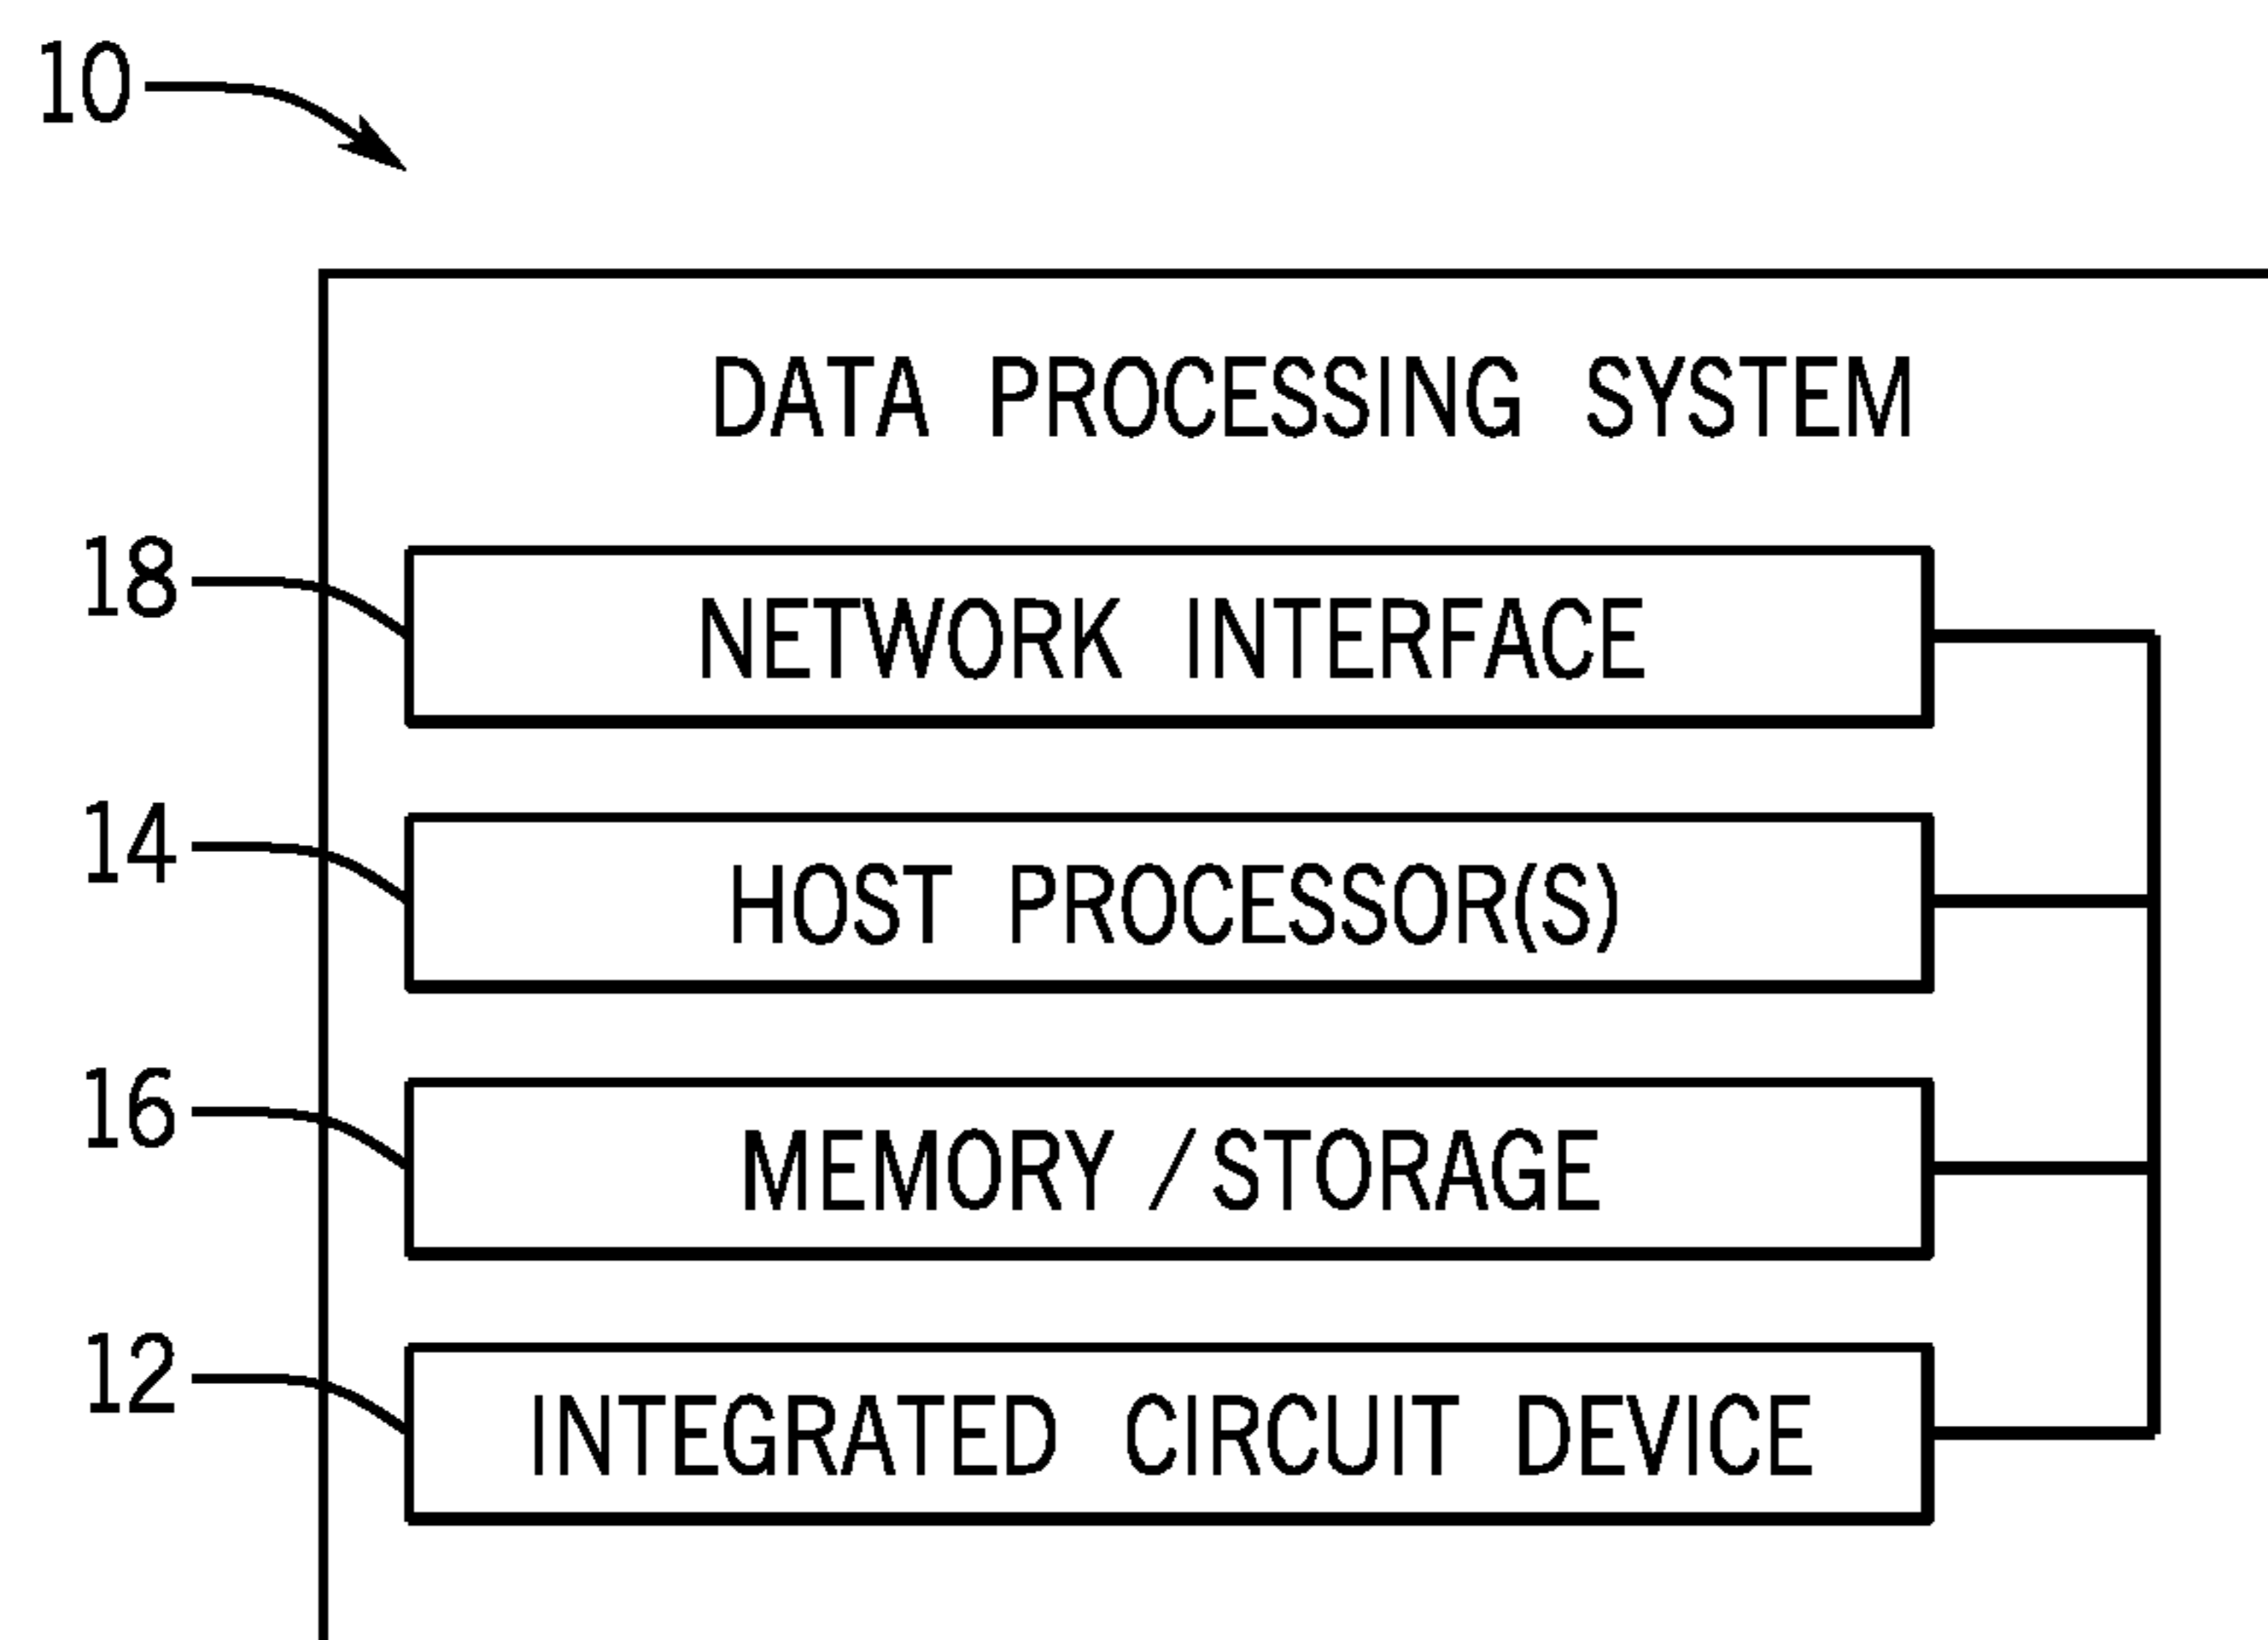 10
DATA PROCESSING SYSTEM
18
NETWORK INTERFACE
14
HOST PROCESSOR(S)
16
MEMORY /STORAGE
12
INTEGRATED CIRCUIT DEVICE